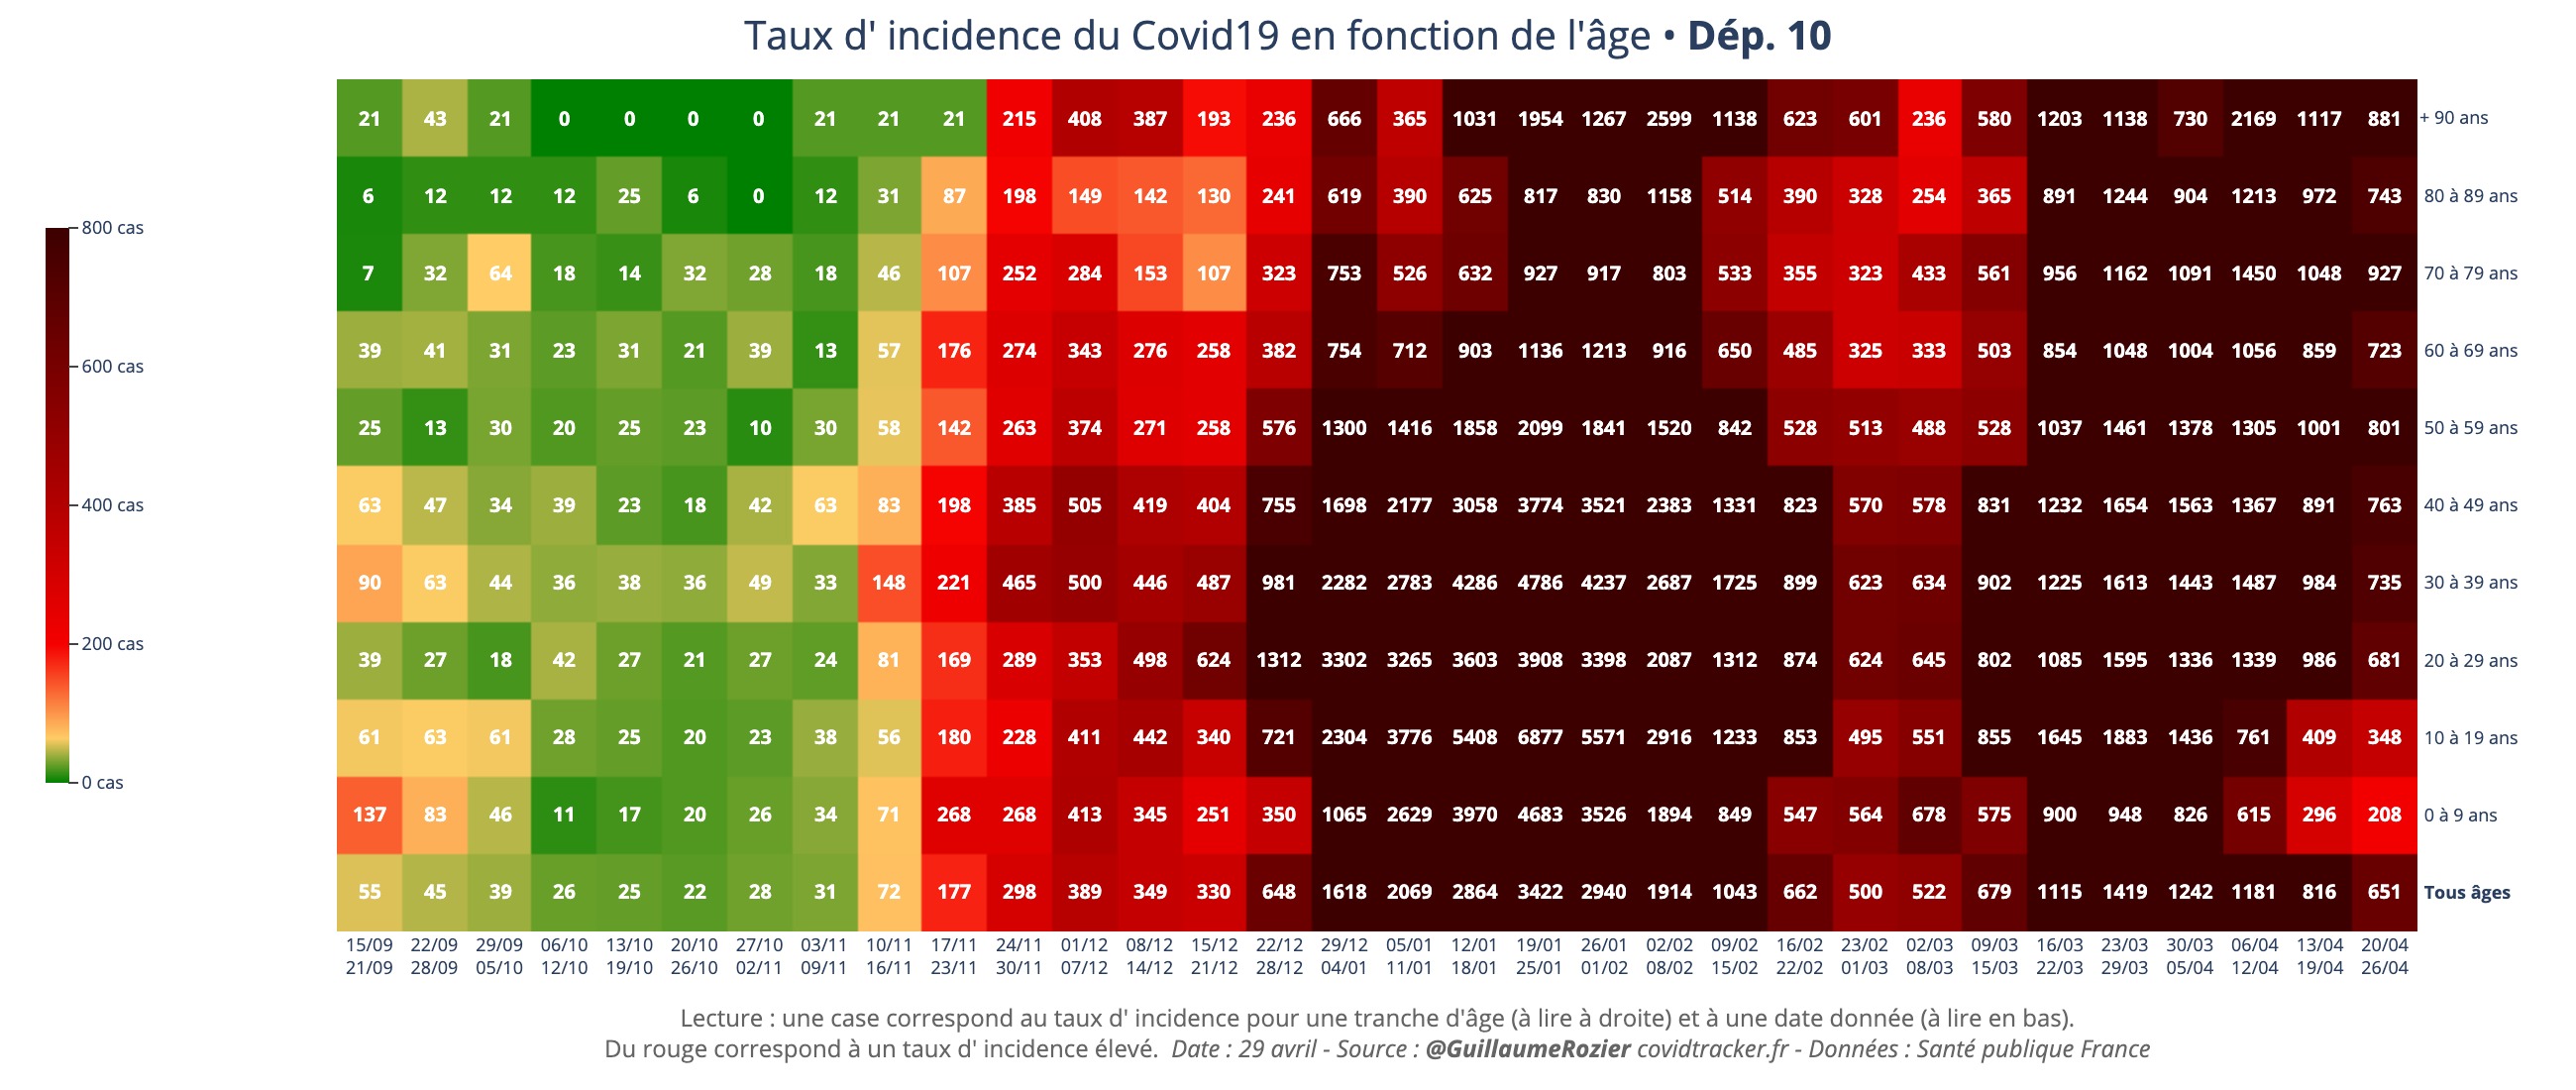 Taux d' incidence du Covid19 en fonction de l'âge • Dép. 10
800 cas
600 cas
400 cas
200 cas
0 cas
21 43 21 0 0 0 0 21 21 21 215 408 387 193 236 666 365 1031 1954 1267 2599 1138 623 601 236 580 1203 1138 730 2169 1117 881 + 90 ans
6 12 12 12 25 6 0 12 31 87 198 149 142 130 241 619 390 625 817 830 1158 514 390 328 254 365 891 1244 904 1213 972 743 80 à 89 ans
7 32 64 18 14 32 28 18 46 107 252 284 153 107 323 753 526 632 927 917 803 533 355 323 433 561 956 1162 1091 1450 1048 927 70 à 79 ans
39 41 31 23 31 21 39 13 57 176 274 343 276 258 382 754 712 903 1136 1213 916 650 485 325 333 503 854 1048 1004 1056 859 723 60 à 69 ans
25 13 30 20 25 23 10 30 58 142 263 374 271 258 576 1300 1416 1858 2099 1841 1520 842 528 513 488 528 1037 1461 1378 1305 1001 801 50 à 59 ans
63 47 34 39 23 18 42 63 83 198 385 505 419 404 755 1698 2177 3058 3774 3521 2383 1331 823 570 578 831 1232 1654 1563 1367 891 763 40 à 49 ans
90 63 44 36 38 36 49 33 148 221 465 500 446 487 981 2282 2783 4286 4786 4237 2687 1725 899 623 634 902 1225 1613 1443 1487 984 735 30 à 39 ans
39 27 18 42 27 21 27 24 81 169 289 353 498 624 1312 3302 3265 3603 3908 3398 2087 1312 874 624 645 802 1085 1595 1336 1339 986 681 20 à 29 ans
61 63 61 28 25 20 23 38 56 180 228 411 442 340 721 2304 3776 5408 6877 5571 2916 1233 853 495 551 855 1645 1883 1436 761 409 348 10 à 19 ans
137 83 46 11 17 20 26 34 71 268 268 413 345 251 350 1065 2629 3970 4683 3526 1894 849 547 564 678 575 900 948 826 615 296 208 0 à 9 ans
55 45 39 26 25 22 28 31 72 177 298 389 349 330 648 1618 2069 2864 3422 2940 1914 1043 662 500 522 679 1115 1419 1242 1181 816 651 Tous âges
15/09 22/09 29/09 06/10 13/10 20/10 27/10 03/11 10/11 17/11 24/11 01/12 08/12 15/12 22/12 29/12 05/01 12/01 19/01 26/01 02/02 09/02 16/02 23/02 02/03 09/03 16/03 23/03 30/03 06/04 13/04 20/04
21/09 28/09 05/10 12/10 19/10 26/10 02/11 09/11 16/11 23/11 30/11 07/12 14/12 21/12 28/12 04/01 11/01 18/01 25/01 01/02 08/02 15/02 22/02 01/03 08/03 15/03 22/03 29/03 05/04 12/04 19/04 26/04
Lecture : une case correspond au taux d' incidence pour une tranche d'âge (à lire à droite) et à une date donnée (à lire en bas).
Du rouge correspond à un taux d' incidence élevé. Date : 29 avril - Source : @GuillaumeRozier covidtracker.fr - Données : Santé publique France